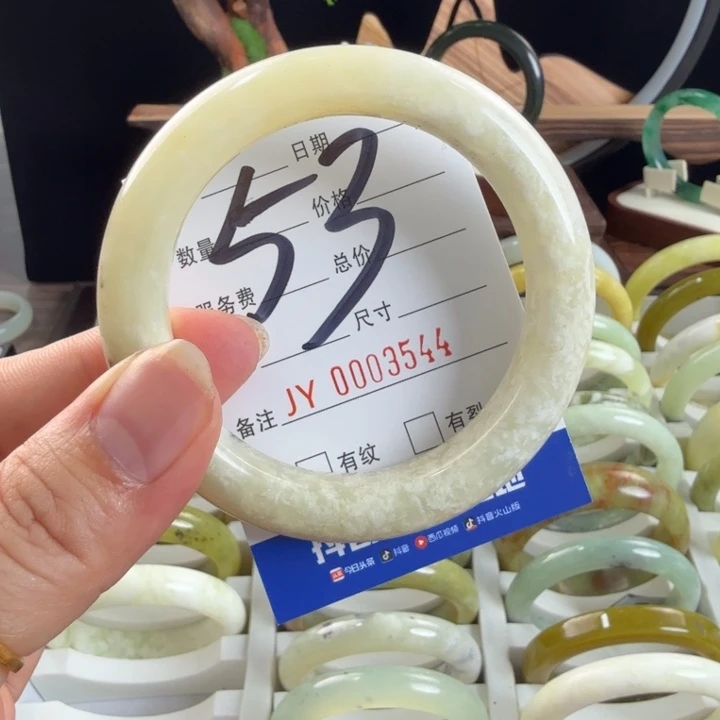 日期
53
价格
数量
总价
服务费
尺寸
JY 0003544
备注
有纹 有裂
今日头条 抖音 西瓜视频 抖音火山版